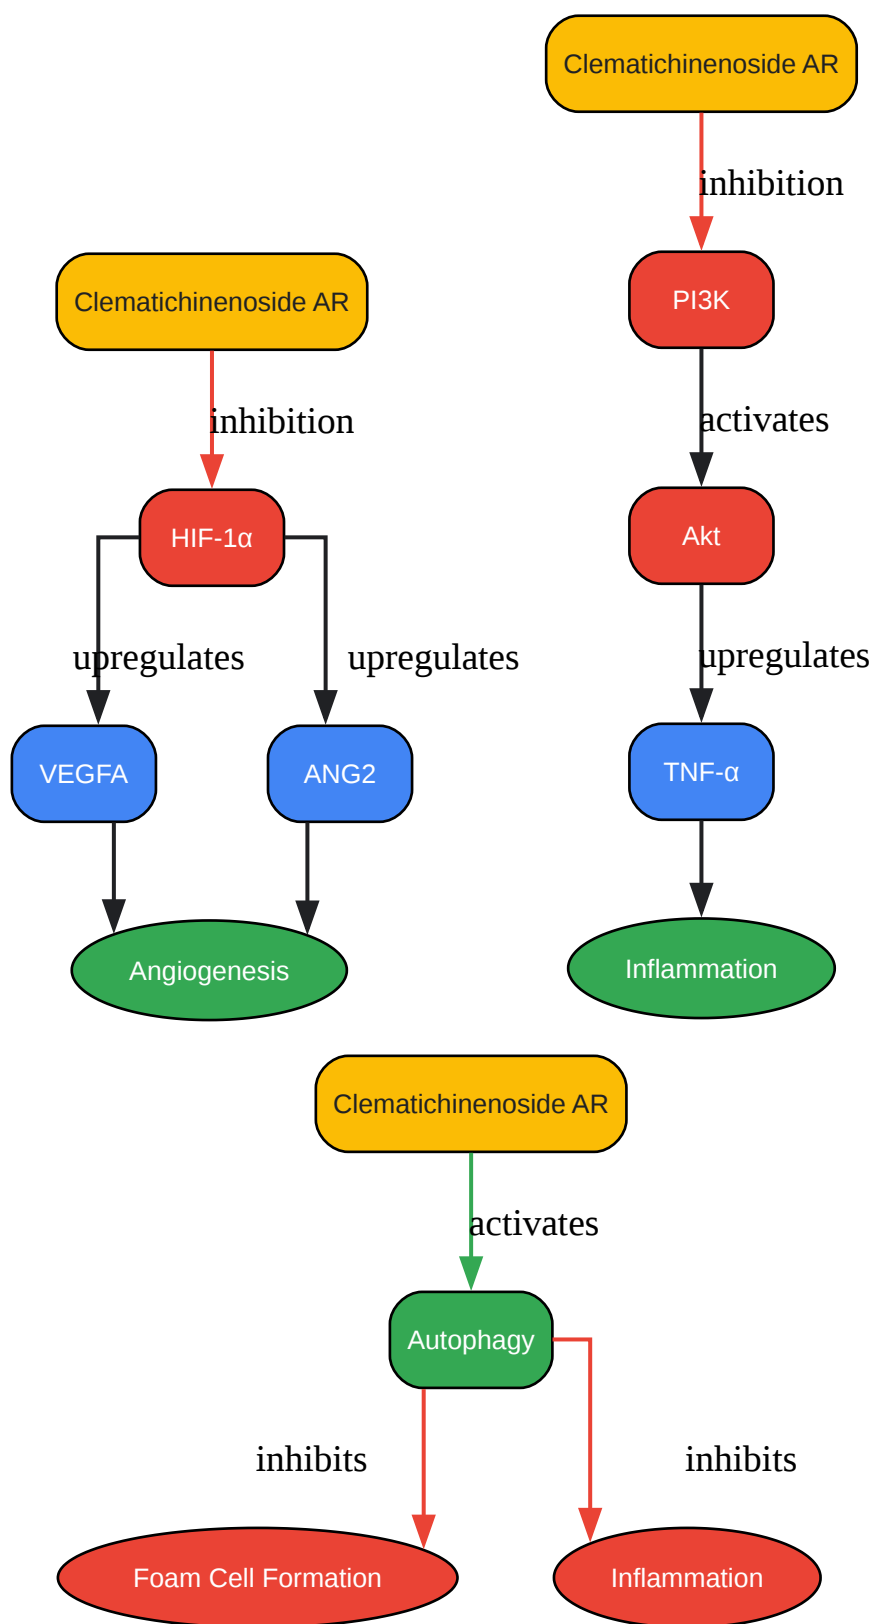 Clematichinenoside AR
inhibition
HIF-1α
upregulates
upregulates
VEGFA
ANG2
Angiogenesis
Clematichinenoside AR
inhibition
PI3K
activates
Akt
upregulates
TNF-α
Inflammation
Clematichinenoside AR
activates
Autophagy
inhibits
inhibits
Foam Cell Formation
Inflammation